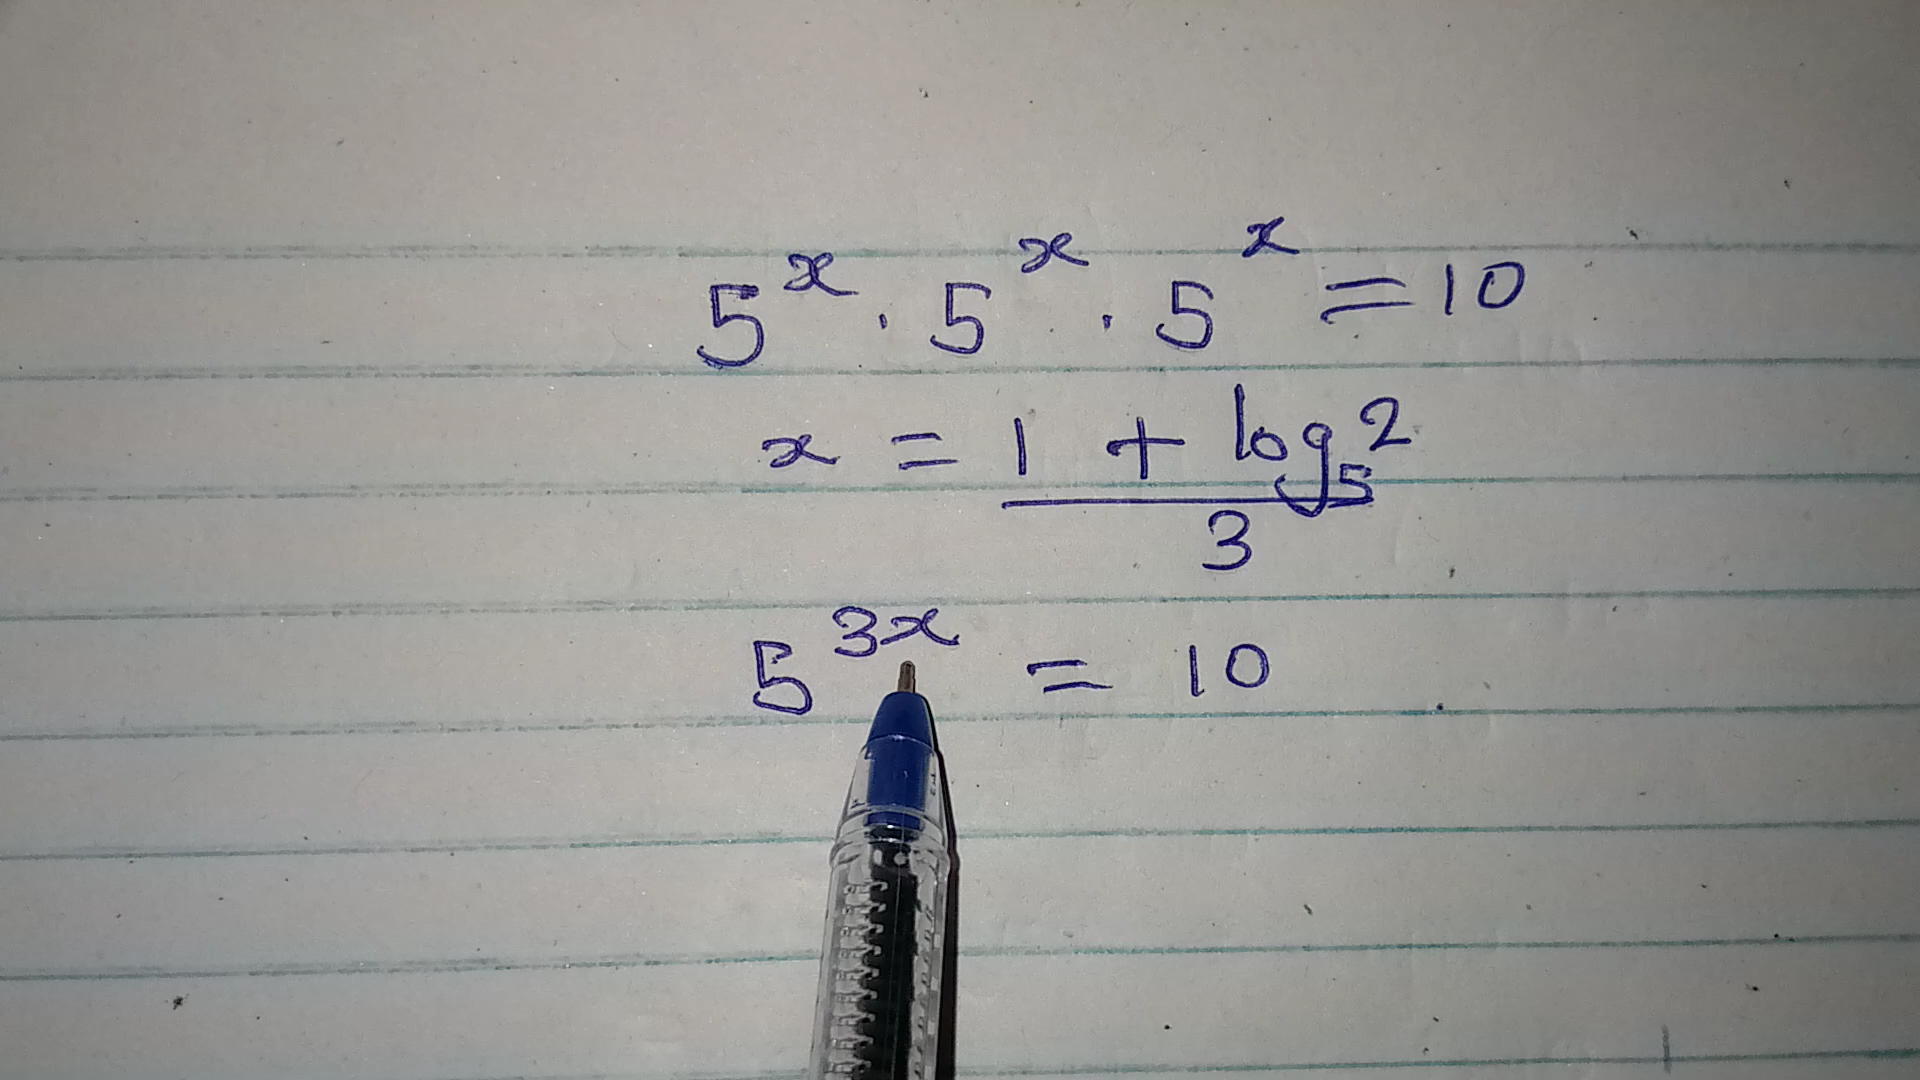 5^x · 5^x · 5^x = 10
x = (1 + log_5 2) / 3
5^3x = 10